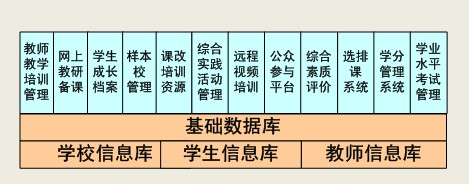 教师
教学
培训
管理
网上
教研
备课
学生
成长
档案
样本
校
管理
课改
培训
资源
综合
实践
活动
管理
远程
视频
培训
公众
参与
平台
综合
素质
评价
选排
课
系统
学分
管理
系统
学业
水平
考试
管理
基础数据库
学校信息库
学生信息库
教师信息库